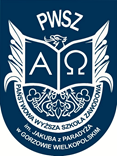 PWSZ
PAŃSTWOWA WYŻSZA SZKOŁA ZAWODOWA
Α Ω
IM. JAKUBA z PARADYŻA
w GORZOWIE WIELKOPOLSKIM